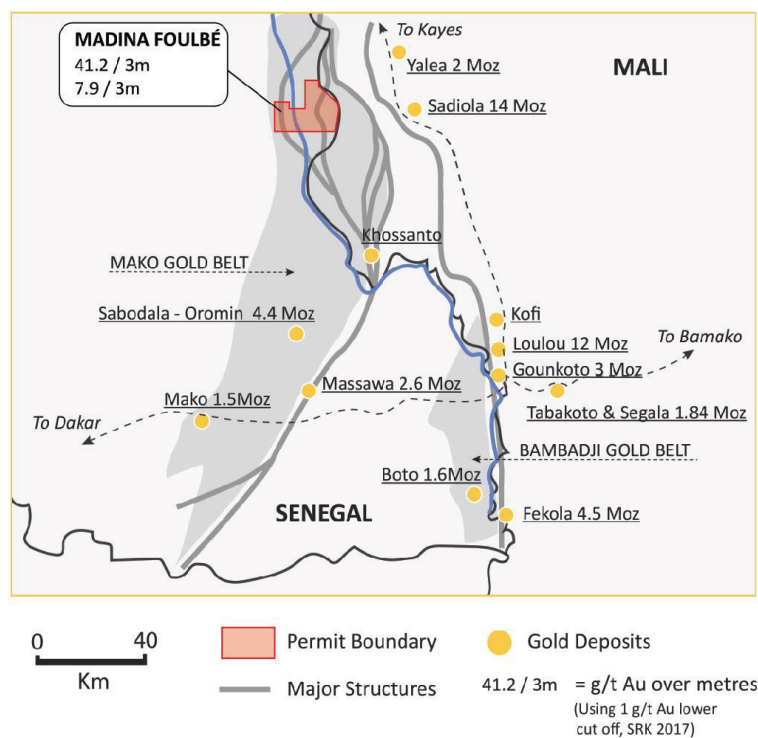 MADINA FOULBÉ
41.2 / 3m
7.9 / 3m
To Kayes
Yalea 2 Moz
MALI
Sadiola 14 Moz
Khossanto
MAKO GOLD BELT
Sabodala - Oromin 4.4 Moz
Kofi
To Bamako
Loulou 12 Moz
Gounkoto 3 Moz
Massawa 2.6 Moz
Mako 1.5Moz
Tabakoto & Segala 1.84 Moz
To Dakar
BAMBADJI GOLD BELT
Boto 1.6Moz
SENEGAL
Fekola 4.5 Moz
0 40
Km
Permit Boundary
Gold Deposits
Major Structures
41.2 / 3m = g/t Au over metres
(Using 1 g/t Au lower
cut off, SRK 2017)